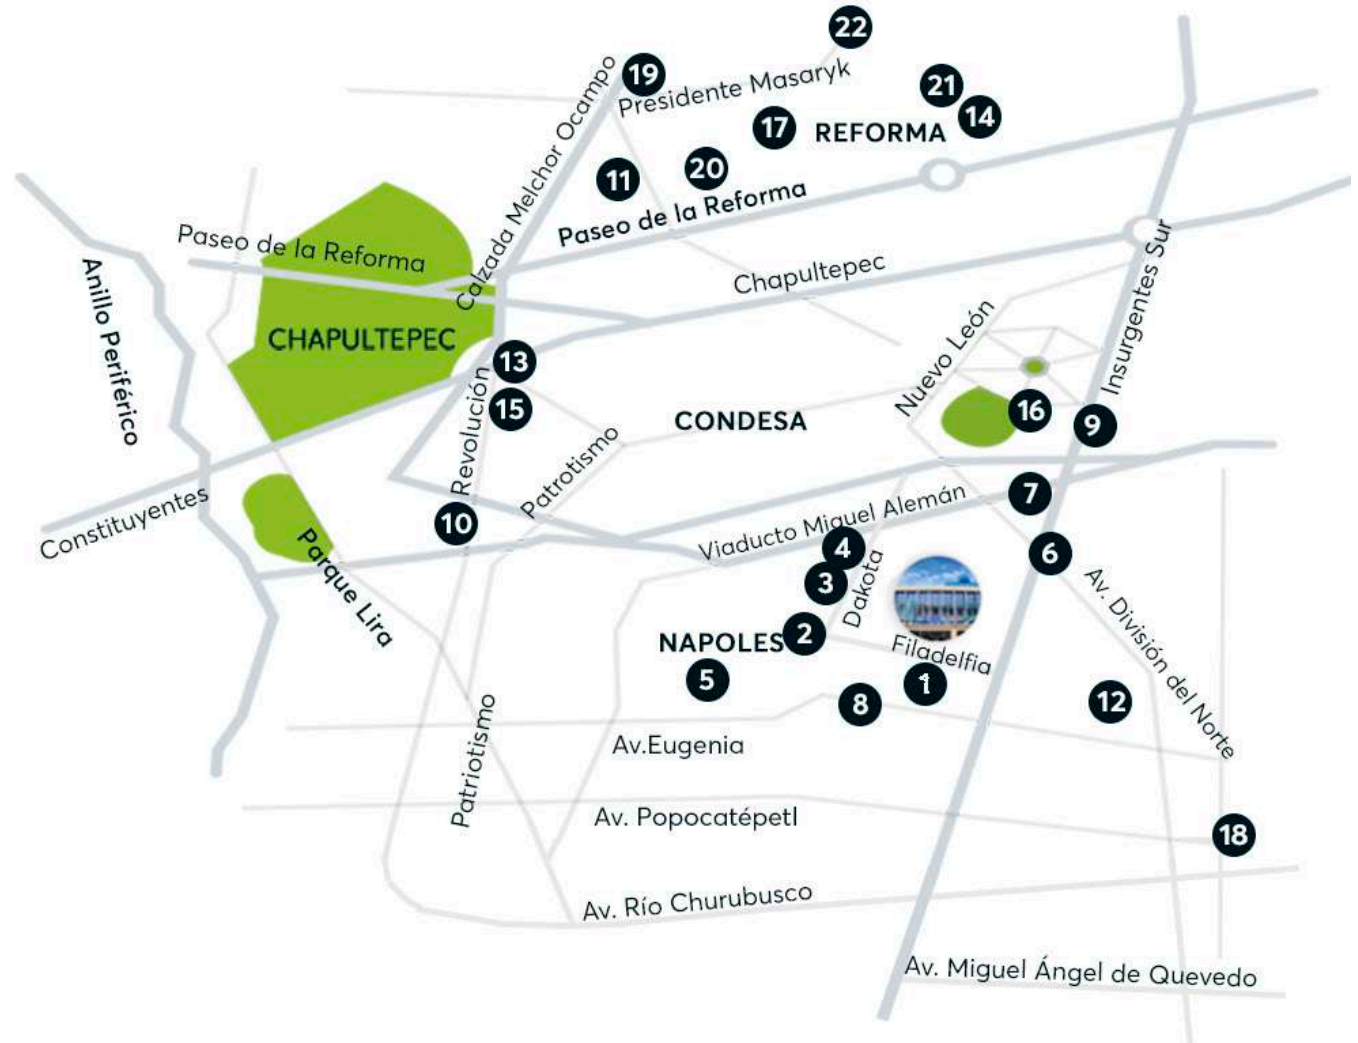 22
19
Presidente Masaryk
21
14
17
REFORMA
20
11
Calzada Melchor Ocampo
Paseo de la Reforma
Paseo de la Reforma
Anillo Periférico
Chapultepec
Insurgentes Sur
CHAPULTEPEC
13
Nuevo León
Revolución
15
CONDESA
16
9
Patrotismo
Constituyentes
10
7
Viaducto Miguel Alemán
4
6
3
Dakota
Parque Lira
Av. División del Norte
NAPOLES
2
Filadelfia
5
1
8
12
Patriotismo
Av.Eugenia
Av. Popocatépetl
18
Av. Río Churubusco
Av. Miguel Ángel de Quevedo